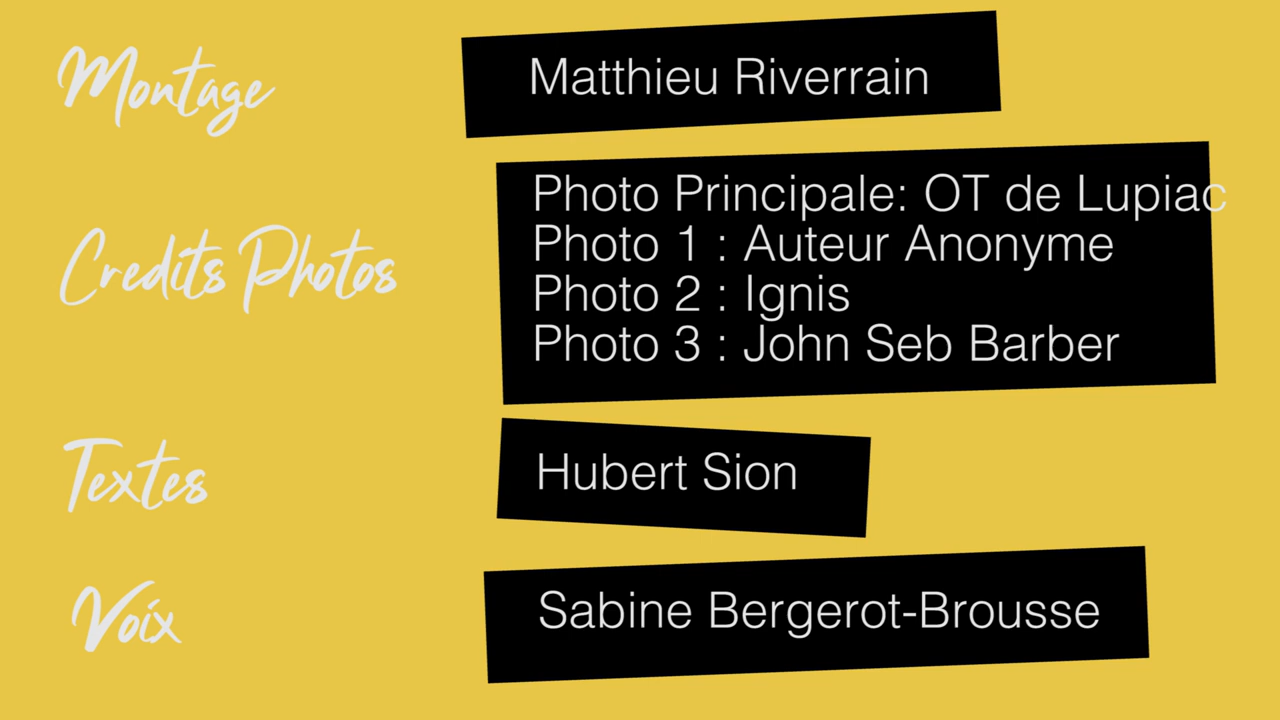 Montage
Matthieu Riverrain
Credits Photos
Photo Principale: OT de Lupiac
Photo 1 : Auteur Anonyme
Photo 2 : Ignis
Photo 3 : John Seb Barber
Textes
Hubert Sion
Voix
Sabine Bergerot-Brousse